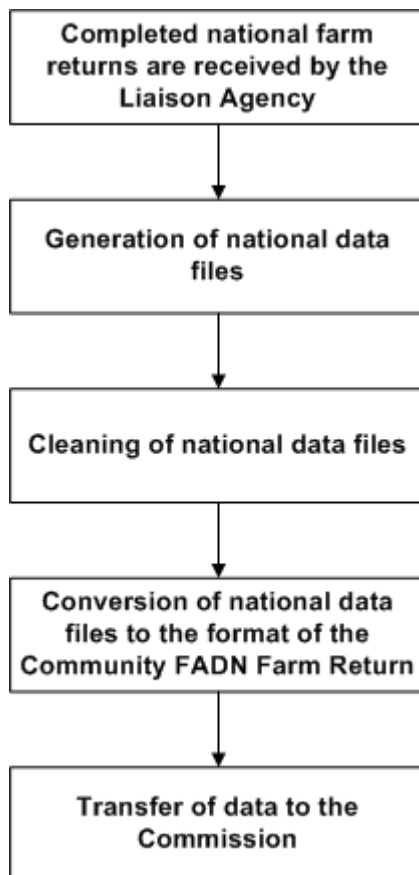 Completed national farm
returns are received by the
Liaison Agency
Generation of national data
files
Cleaning of national data files
Conversion of national data
files to the format of the
Community FADN Farm Return
Transfer of data to the
Commission